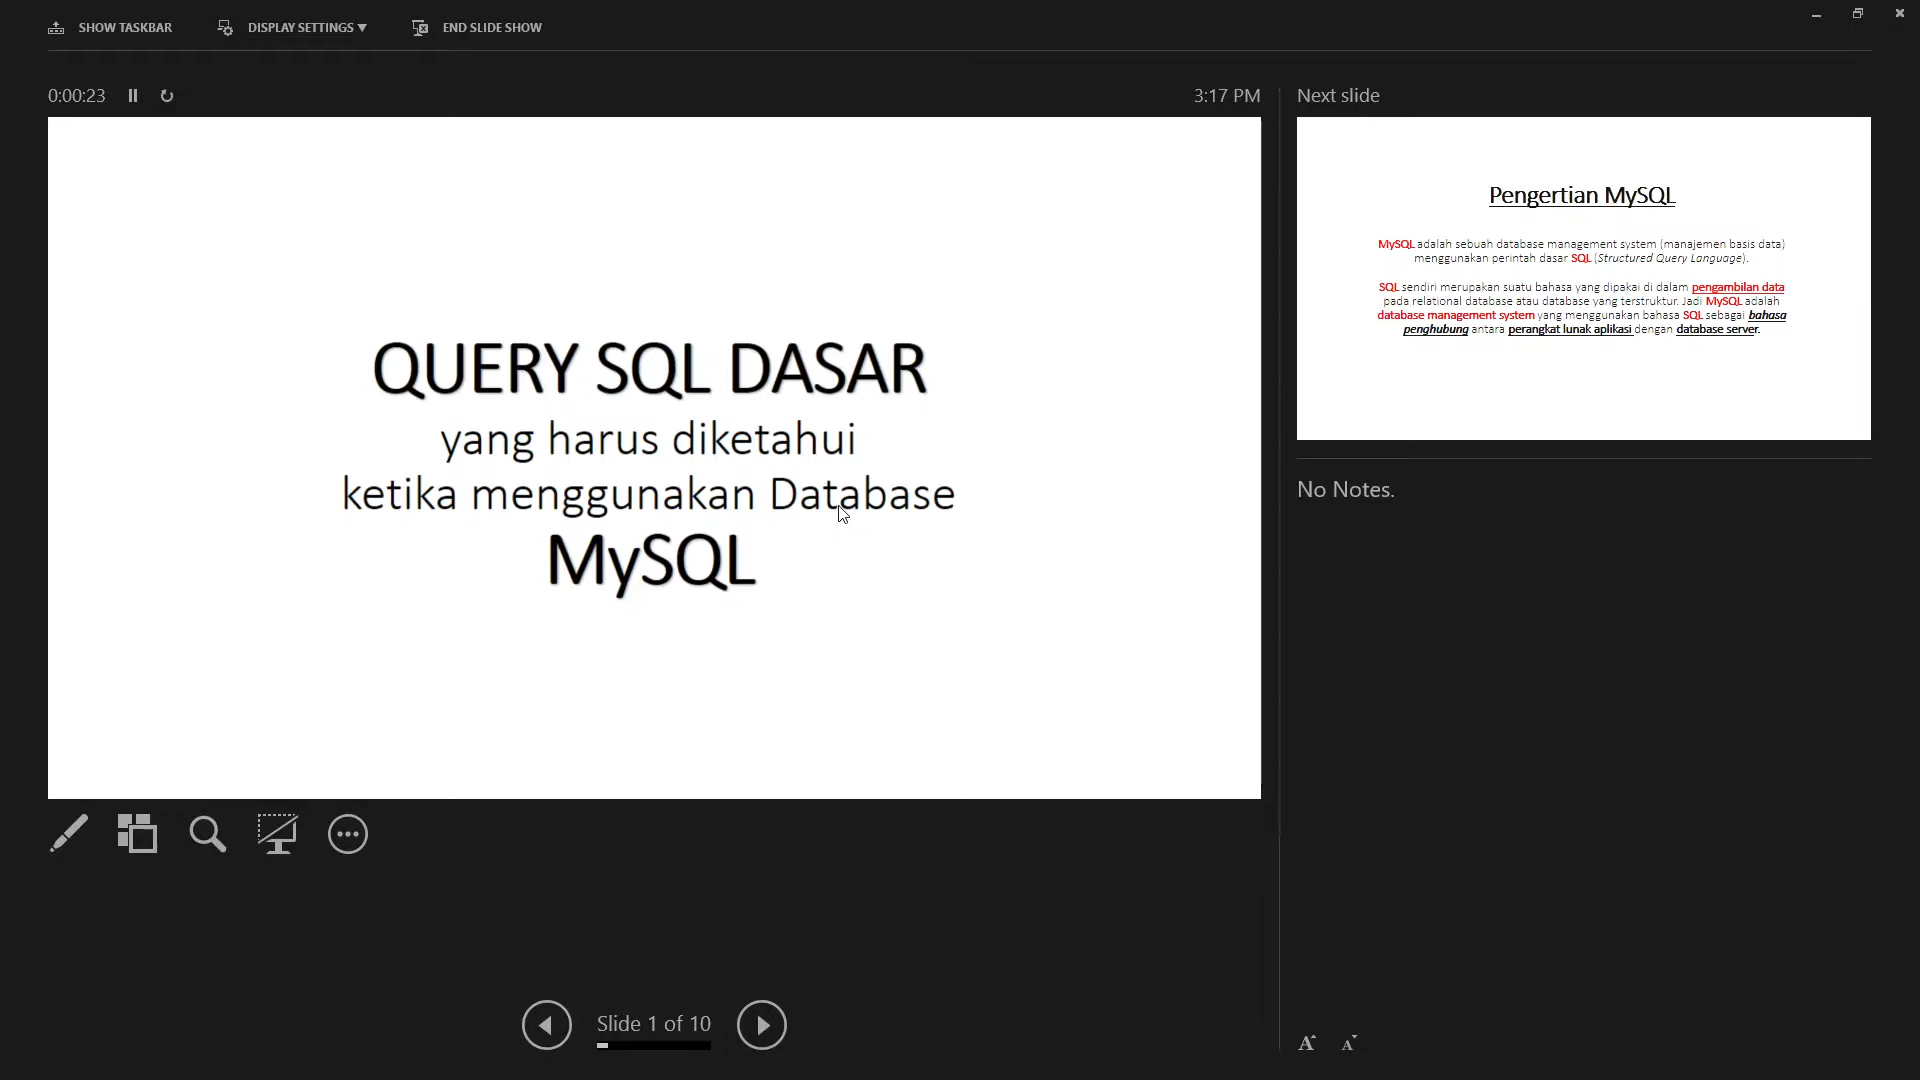 SHOW TASKBAR
DISPLAY SETTINGS
END SLIDE SHOW
0:00:23
3:17 PM
QUERY SQL DASAR
yang harus diketahui
ketika menggunakan Database
MySQL
Slide 1 of 10
Next slide
Pengertian MySQL
MySQL adalah sebuah database management system (manajemen basis data)
menggunakan perintah dasar SQL (Structured Query Language).
SQL sendiri merupakan suatu bahasa yang dipakai di dalam pengambilan data
pada relational database atau database yang terstruktur. Jadi MySQL adalah
database management system yang menggunakan bahasa SQL sebagai bahasa
penghubung antara perangkat lunak aplikasi dengan database server.
No Notes.
A A